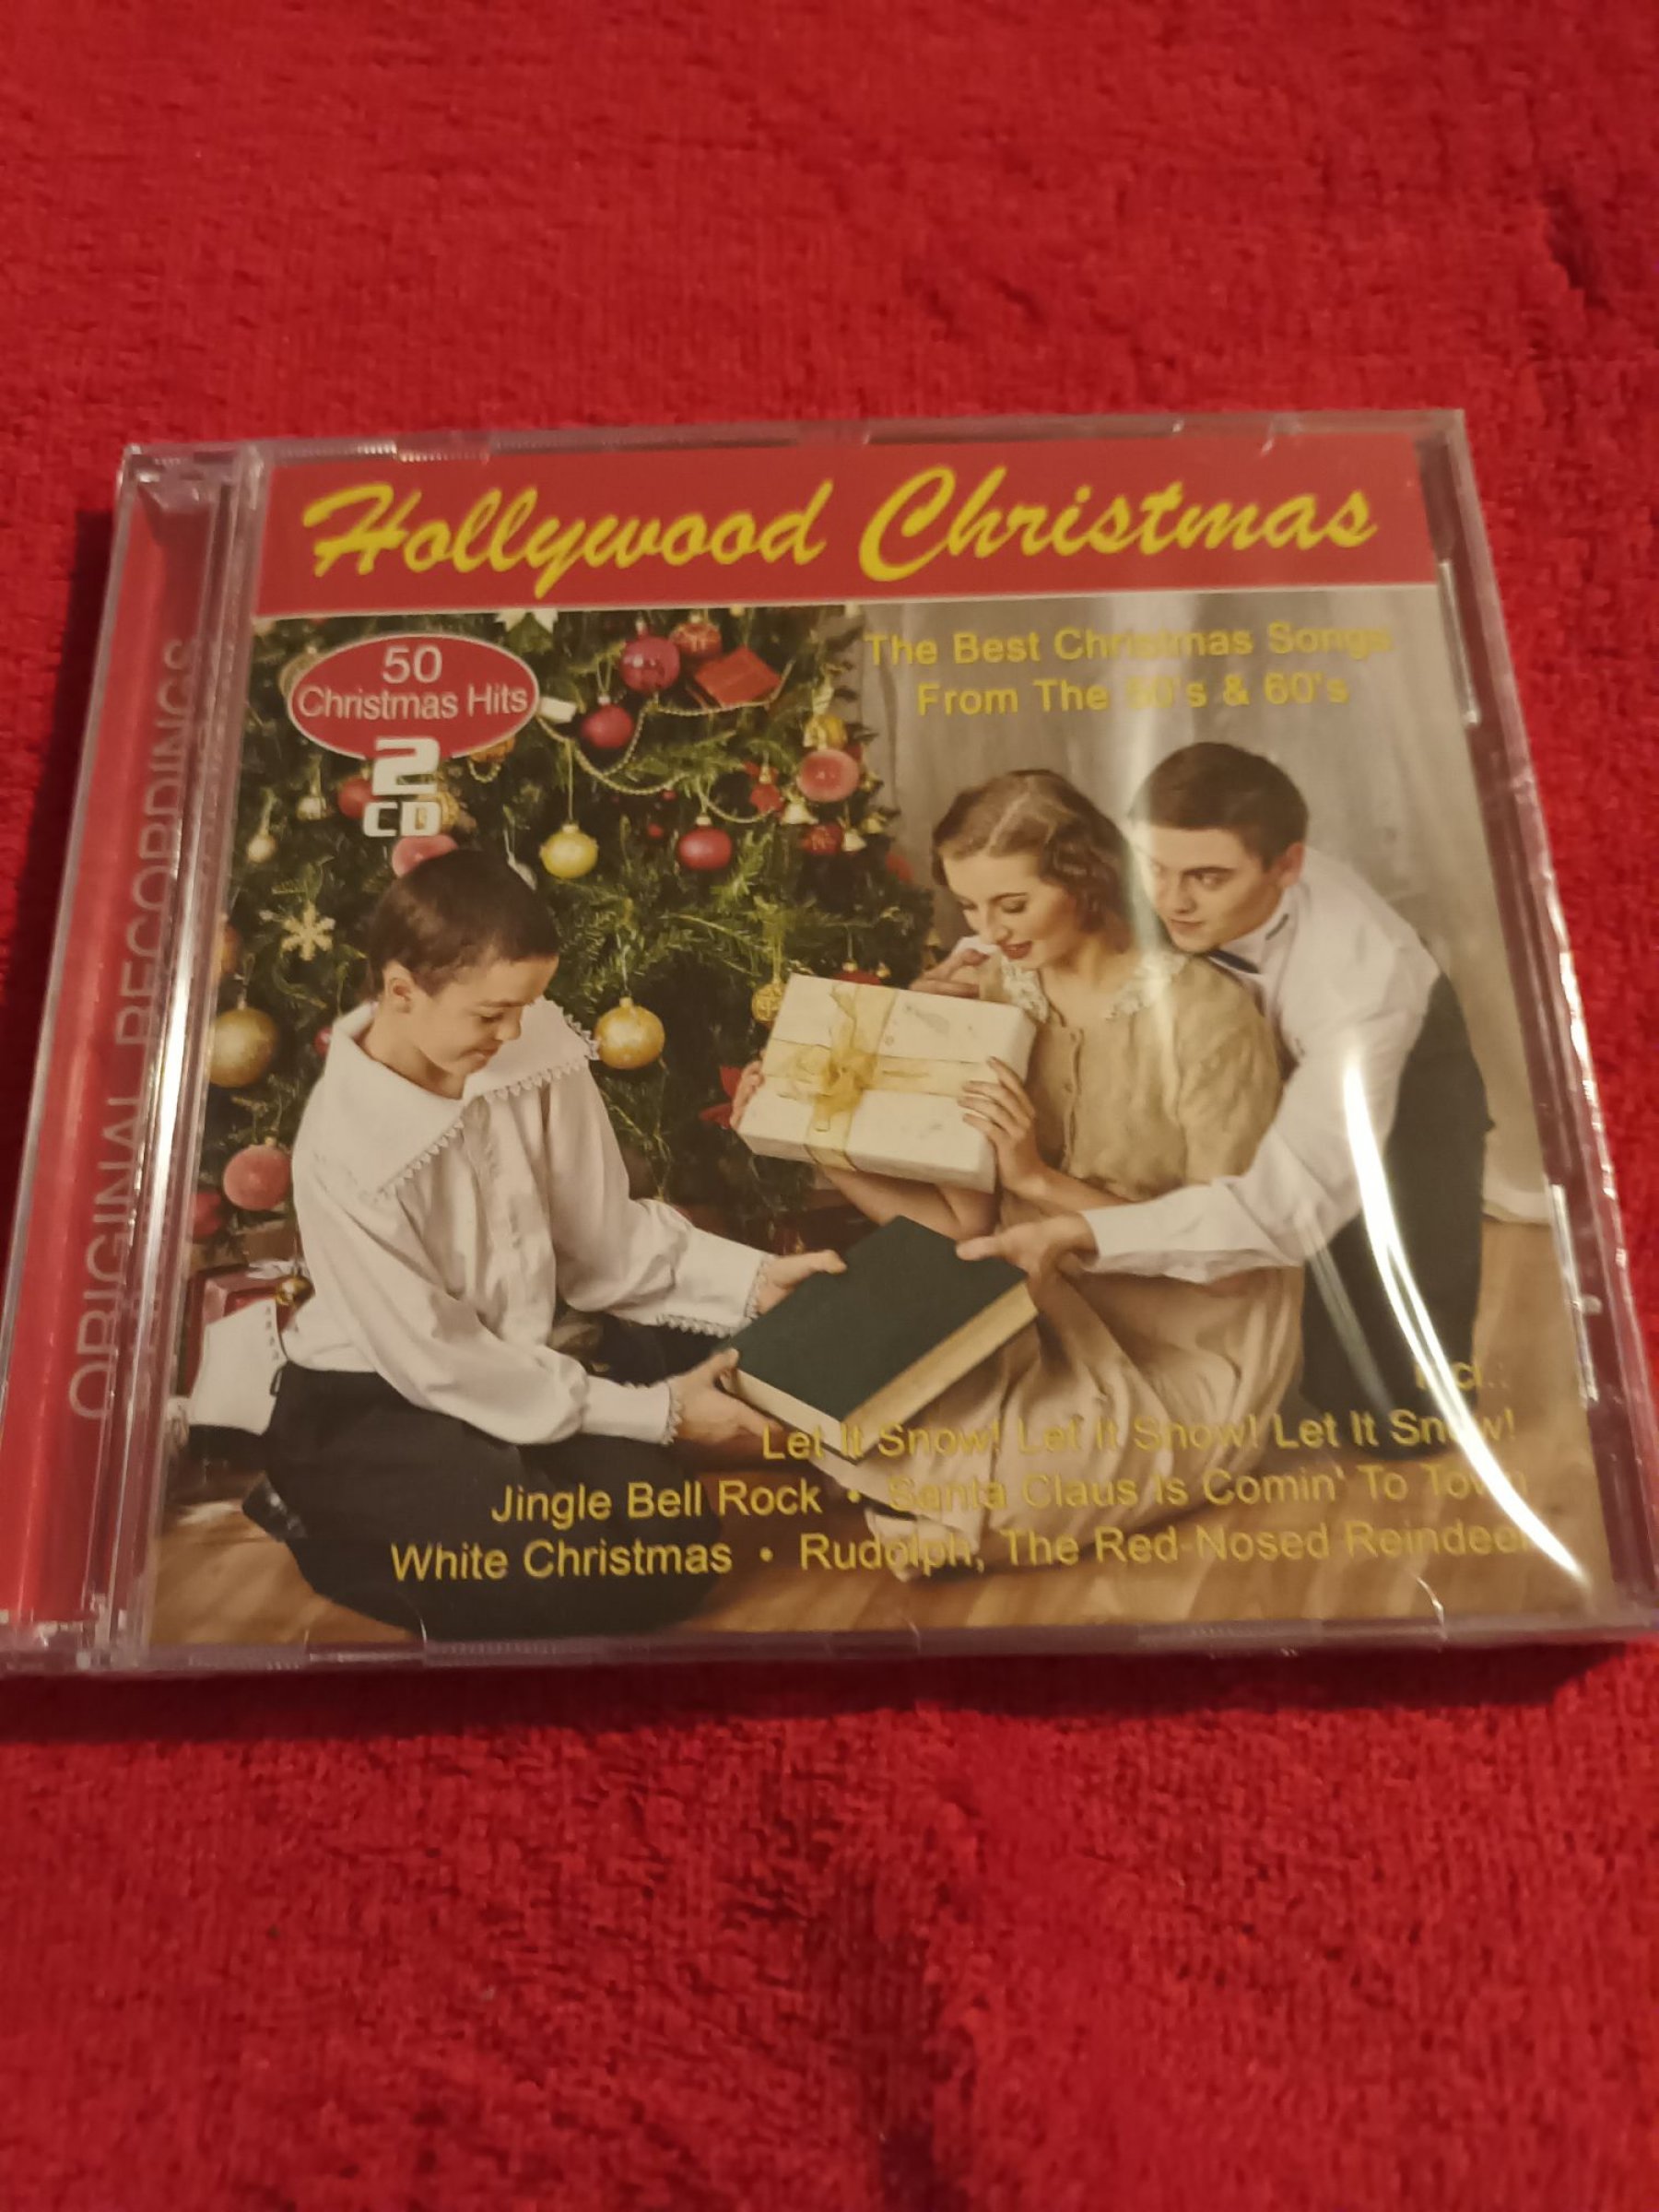 Hollywood Christmas
The Best Christmas Songs
From The 50's & 60's
50
Christmas Hits
2
CD
ORIGINAL RECORDINGS
Incl.:
Let It Snow! Let It Snow! Let It Snow!
Jingle Bell Rock • Santa Claus Is Comin' To Town
White Christmas • Rudolph, The Red-Nosed Reindeer